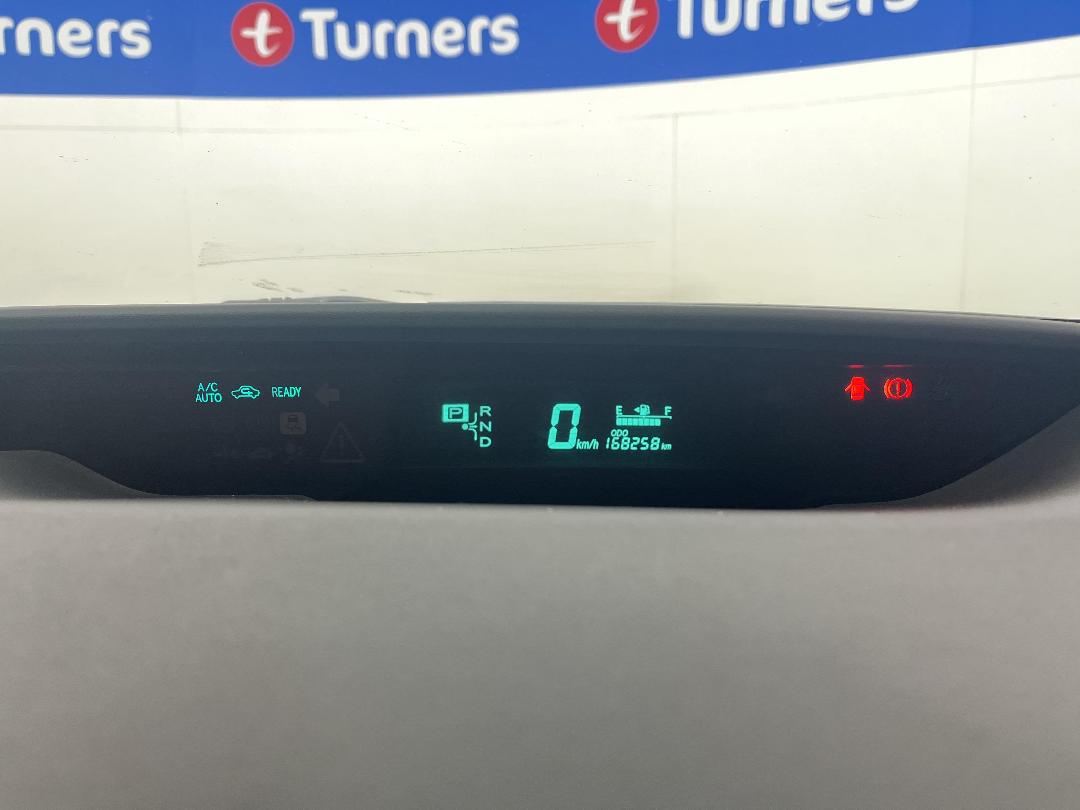 rners
t Turners
t Turners
A/C
AUTO
READY
P R
N
D
0 km/h
E F
ODO
168258 km